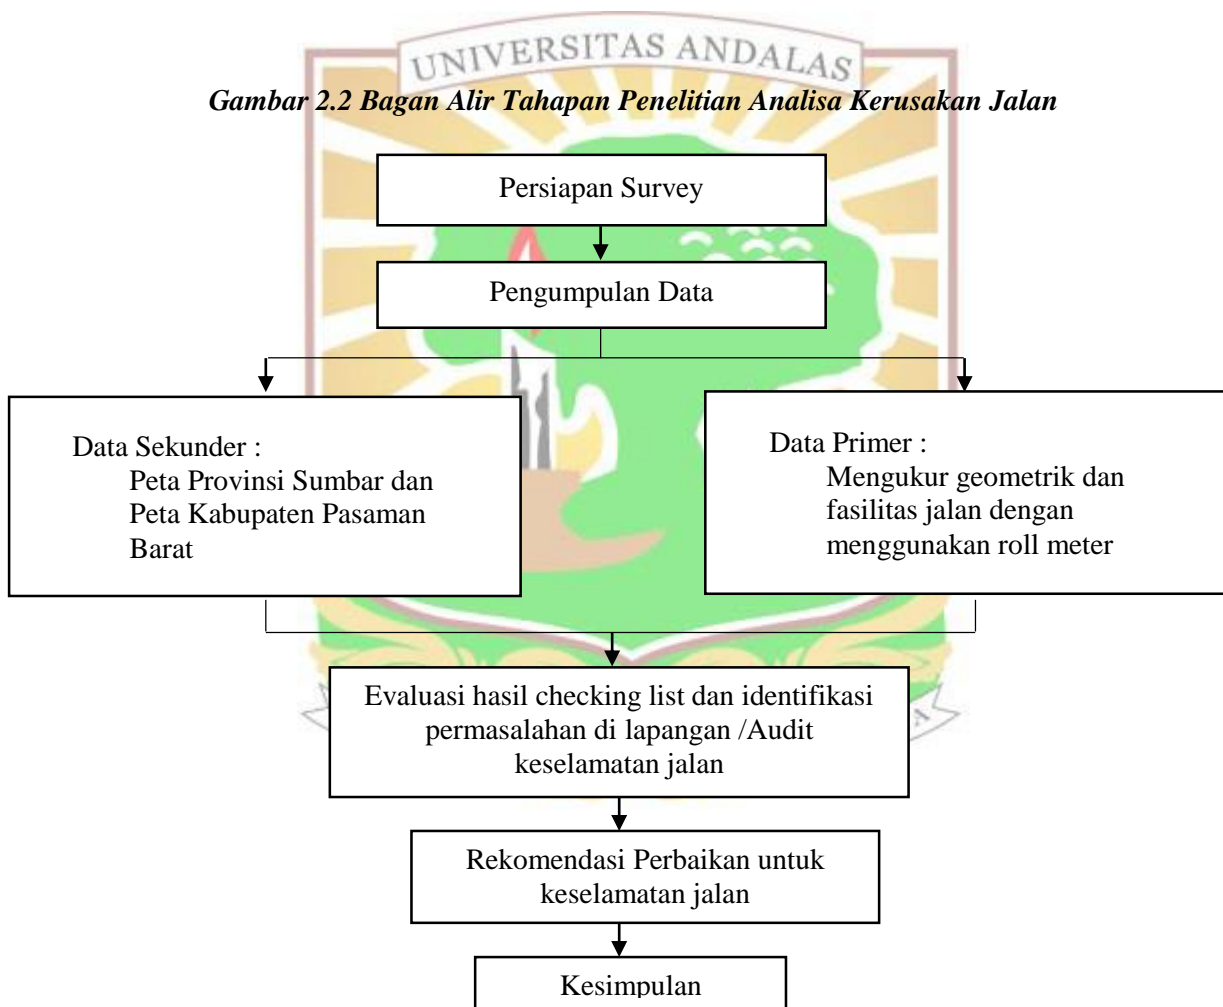 UNIVERSITAS ANDALAS
Gambar 2.2 Bagan Alir Tahapan Penelitian Analisa Kerusakan Jalan
Persiapan Survey
Pengumpulan Data
Data Sekunder :
Peta Provinsi Sumbar dan
Peta Kabupaten Pasaman
Barat
Data Primer :
Mengukur geometrik dan
fasilitas jalan dengan
menggunakan roll meter
Evaluasi hasil checking list dan identifikasi
permasalahan di lapangan /Audit
keselamatan jalan
Rekomendasi Perbaikan untuk
keselamatan jalan
Kesimpulan